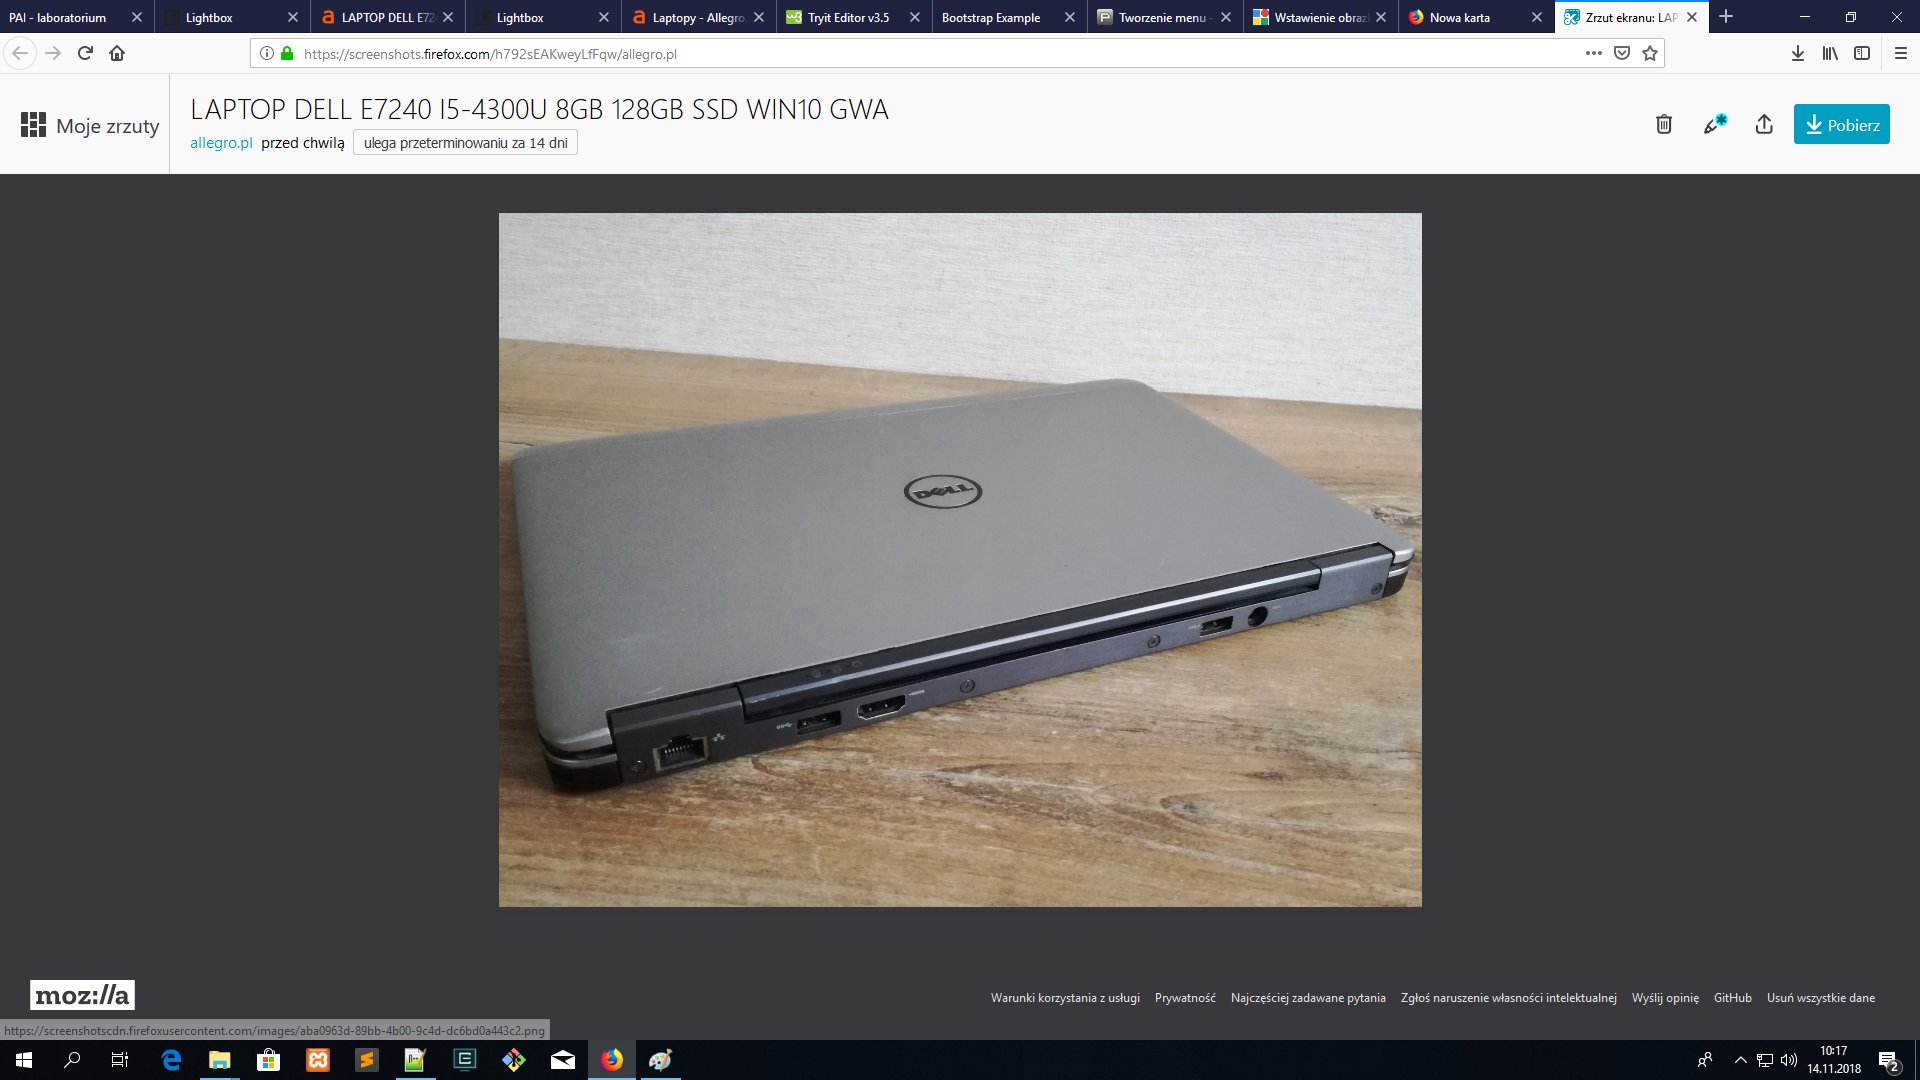 PAI - laboratorium
Lightbox
LAPTOP DELL E72
Lightbox
Laptopy - Allegro.
Tryit Editor v3.5
Bootstrap Example
Tworzenie menu -
Wstawienie obraz
Nowa karta
Zrzut ekranu: LAP
https://screenshots.firefox.com/h792sEAKweyLfFqw/allegro.pl
Moje zrzuty
LAPTOP DELL E7240 I5-4300U 8GB 128GB SSD WIN10 GWA
allegro.pl przed chwilą ulega przeterminowaniu za 14 dni
Pobierz
DELL
moz://a
Warunki korzystania z usługi Prywatność Najczęściej zadawane pytania Zgłoś naruszenie własności intelektualnej Wyślij opinię GitHub Usuń wszystkie dane
https://screenshotscdn.firefoxusercontent.com/images/aba0963d-89bb-4b00-9c4d-dc6bd0a443c2.png
10:17
14.11.2018
2